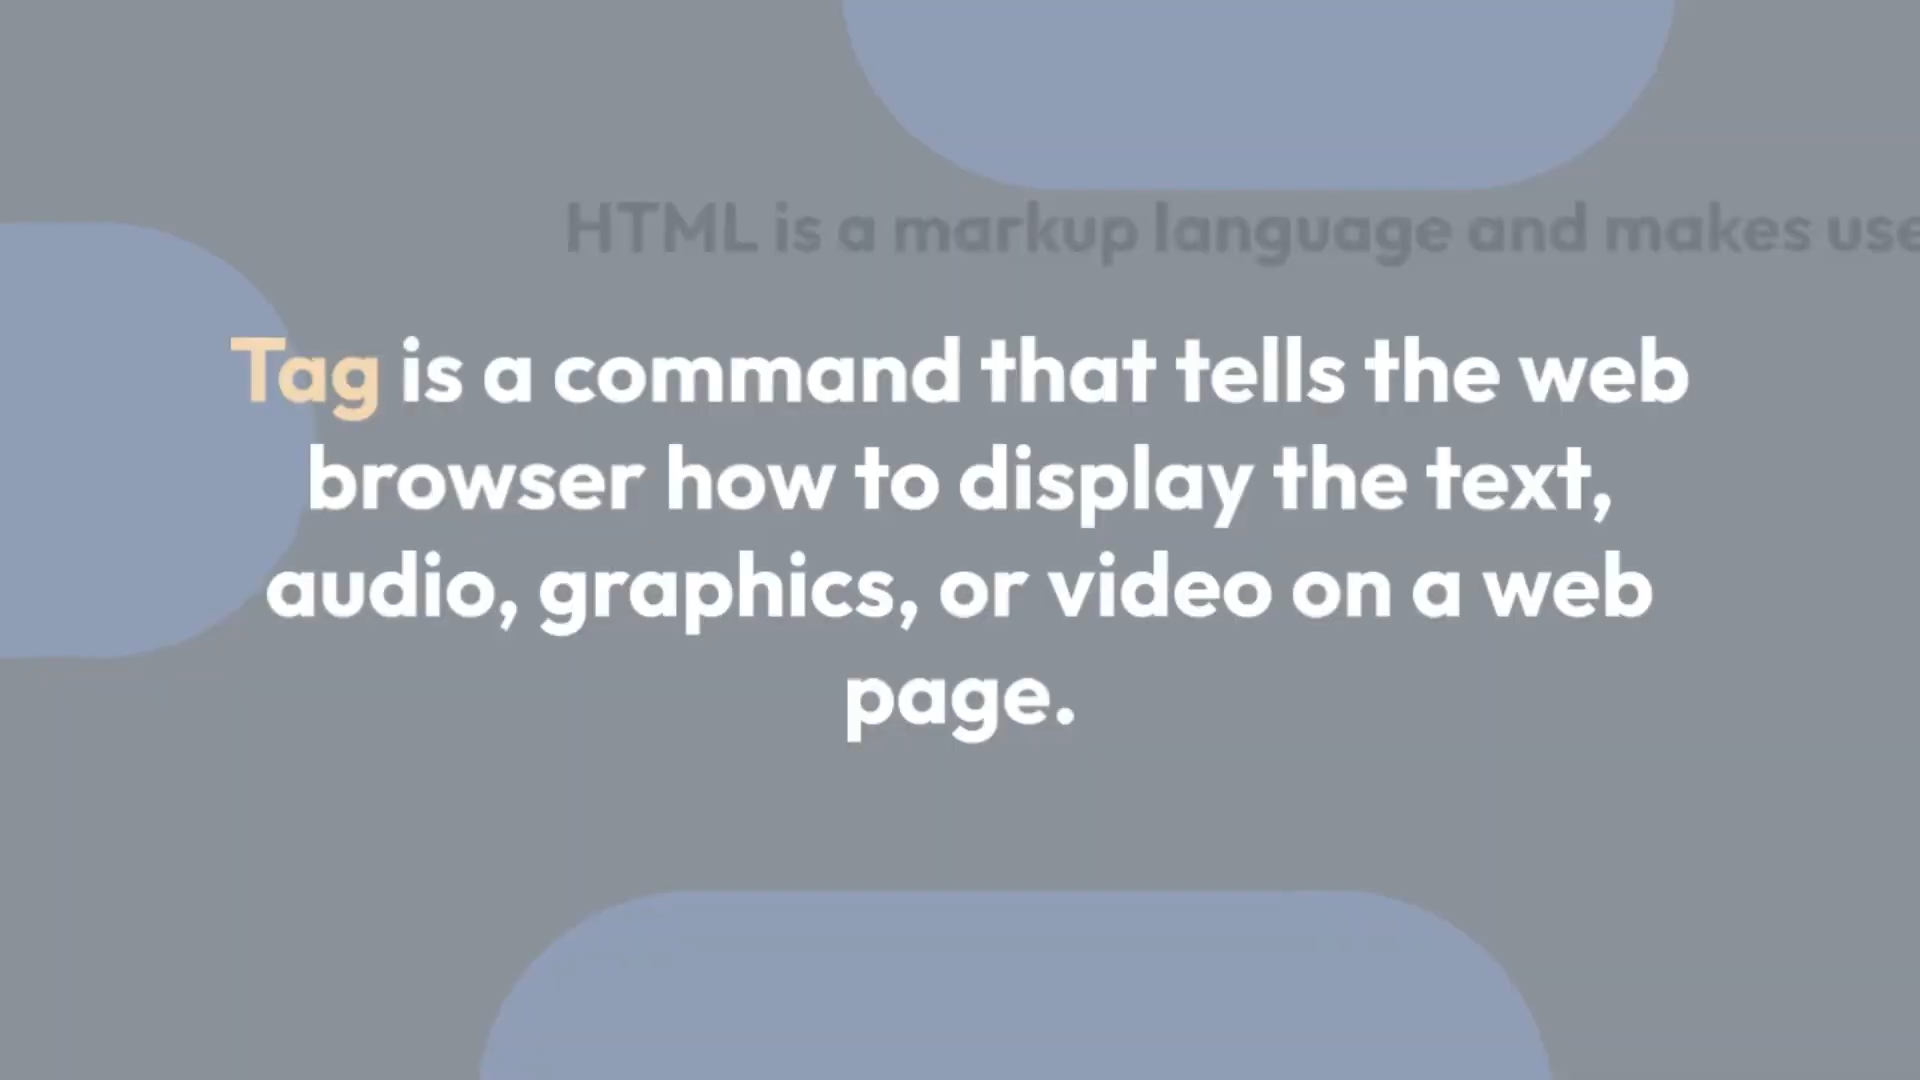 HTML is a markup language and makes use
Tag is a command that tells the web
browser how to display the text,
audio, graphics, or video on a web
page.